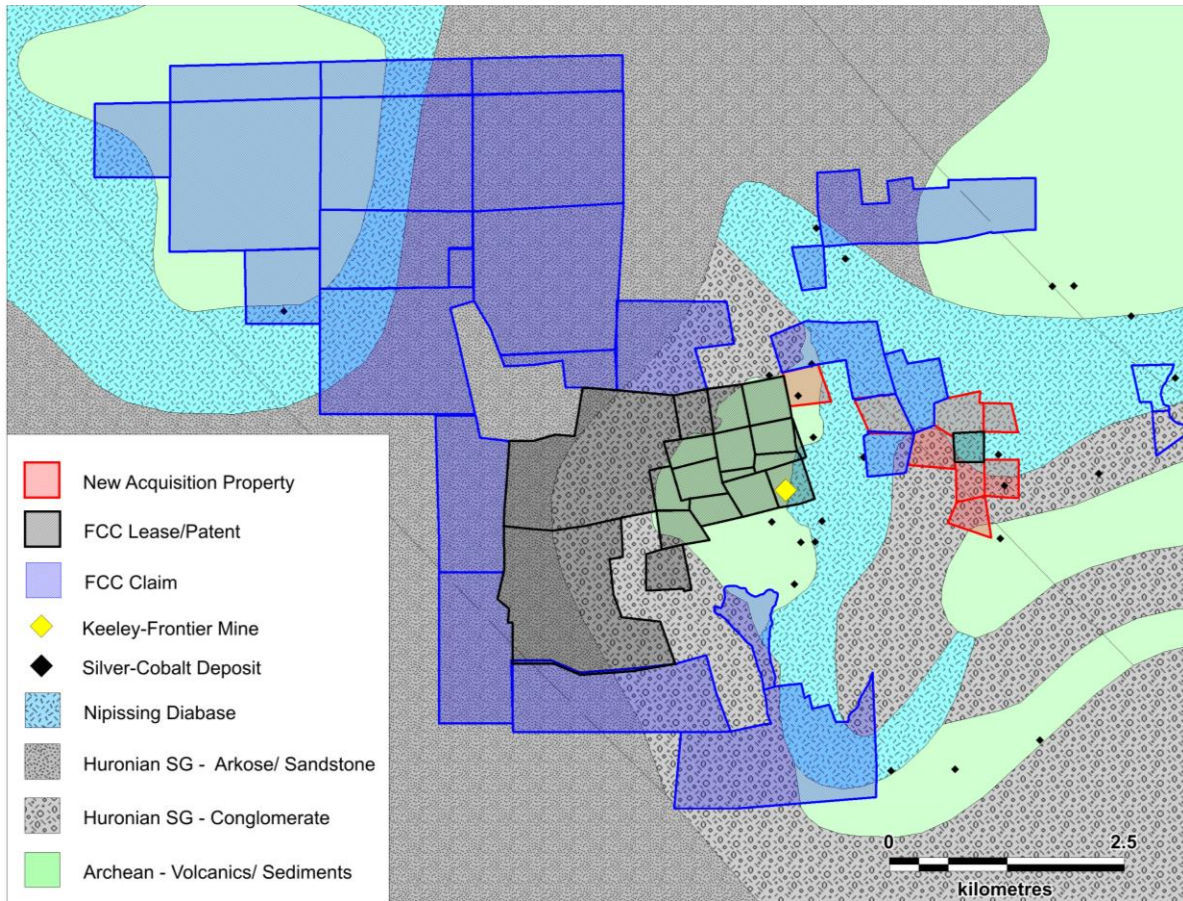 New Acquisition Property
FCC Lease/Patent
FCC Claim
Keeley-Frontier Mine
Silver-Cobalt Deposit
Nipissing Diabase
Huronian SG - Arkose/ Sandstone
Huronian SG - Conglomerate
Archean - Volcanics/ Sediments
0 2.5
kilometres